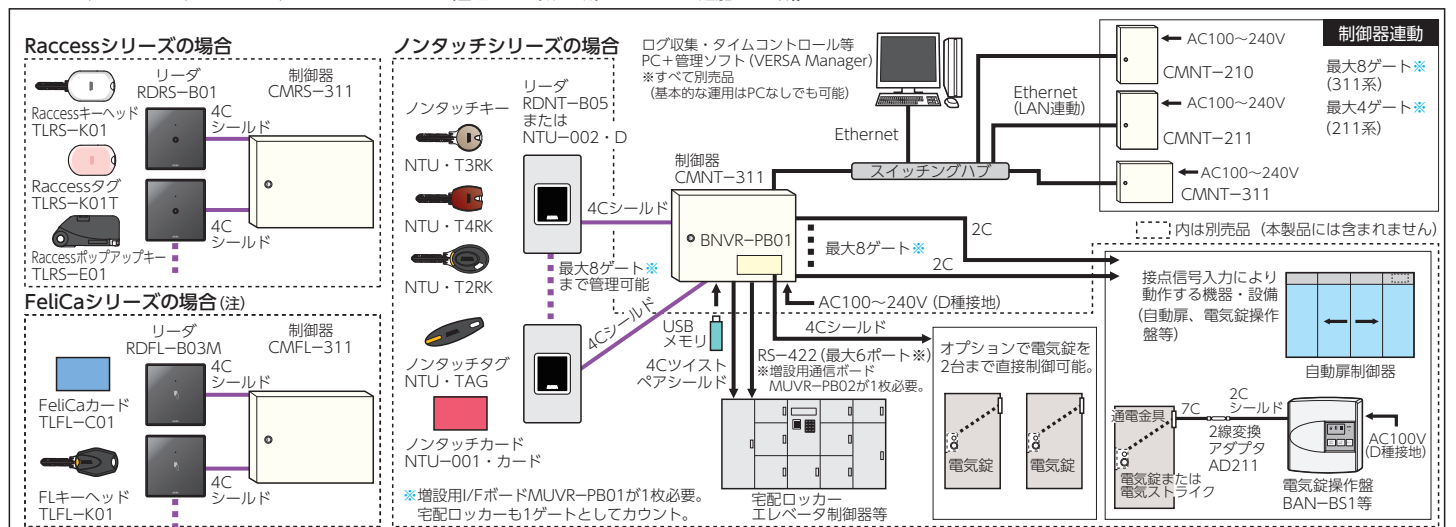 Raccessシリーズの場合
リーダ
RDRS-B01
制御器
CMRS-311
Raccessキーヘッド
TLRS-K01
4C
シールド
Raccessタグ
TLRS-K01T
4C
シールド
Raccessポップアップキー
TLRS-E01
FeliCaシリーズの場合(注)
リーダ
RDFL-B03M
制御器
CMFL-311
4C
シールド
FeliCaカード
TLFL-C01
4C
シールド
FLキーヘッド
TLFL-K01
ノンタッチシリーズの場合
ノンタッチキー
リーダ
RDNT-B05
または
NTU-002・D
NTU・T3RK
NTU・T4RK
NTU・T2RK
ノンタッチタグ
NTU・TAG
ノンタッチカード
NTU-001・カード
4Cシールド
最大8ゲート※
まで管理可能
4Cシールド
※増設用I/FボードMUVR-PB01が1枚必要。
宅配ロッカーも1ゲートとしてカウント。
ログ収集・タイムコントロール等
PC+管理ソフト(VERSA Manager)
※すべて別売品
(基本的な運用はPCなしでも可能)
Ethernet
Ethernet
(LAN連動)
スイッチングハブ
制御器
CMNT-311
BNVR-PB01
最大8ゲート※
2C
2C
AC100~240V(D種接地)
USB
メモリ
4Cシールド
4Cツイスト
ペアシールド
RS-422(最大6ポート※)
※増設用通信ボード
MUVR-PB02が1枚必要。
宅配ロッカー
エレベータ制御器等
オプションで電気錠を
2台まで直接制御可能。
電気錠
電気錠
制御器連動
AC100~240V
CMNT-210
最大8ゲート※
(311系)
AC100~240V
CMNT-211
最大4ゲート※
(211系)
AC100~240V
CMNT-311
内は別売品(本製品には含まれません)
接点信号入力により
動作する機器・設備
(自動扉、電気錠操作
盤等)
自動扉制御器
通電金具
7C
2C
シールド
2線変換
アダプタ
AD211
AC100V
(D種接地)
電気錠または
電気ストライク
電気錠操作盤
BAN-BS1等